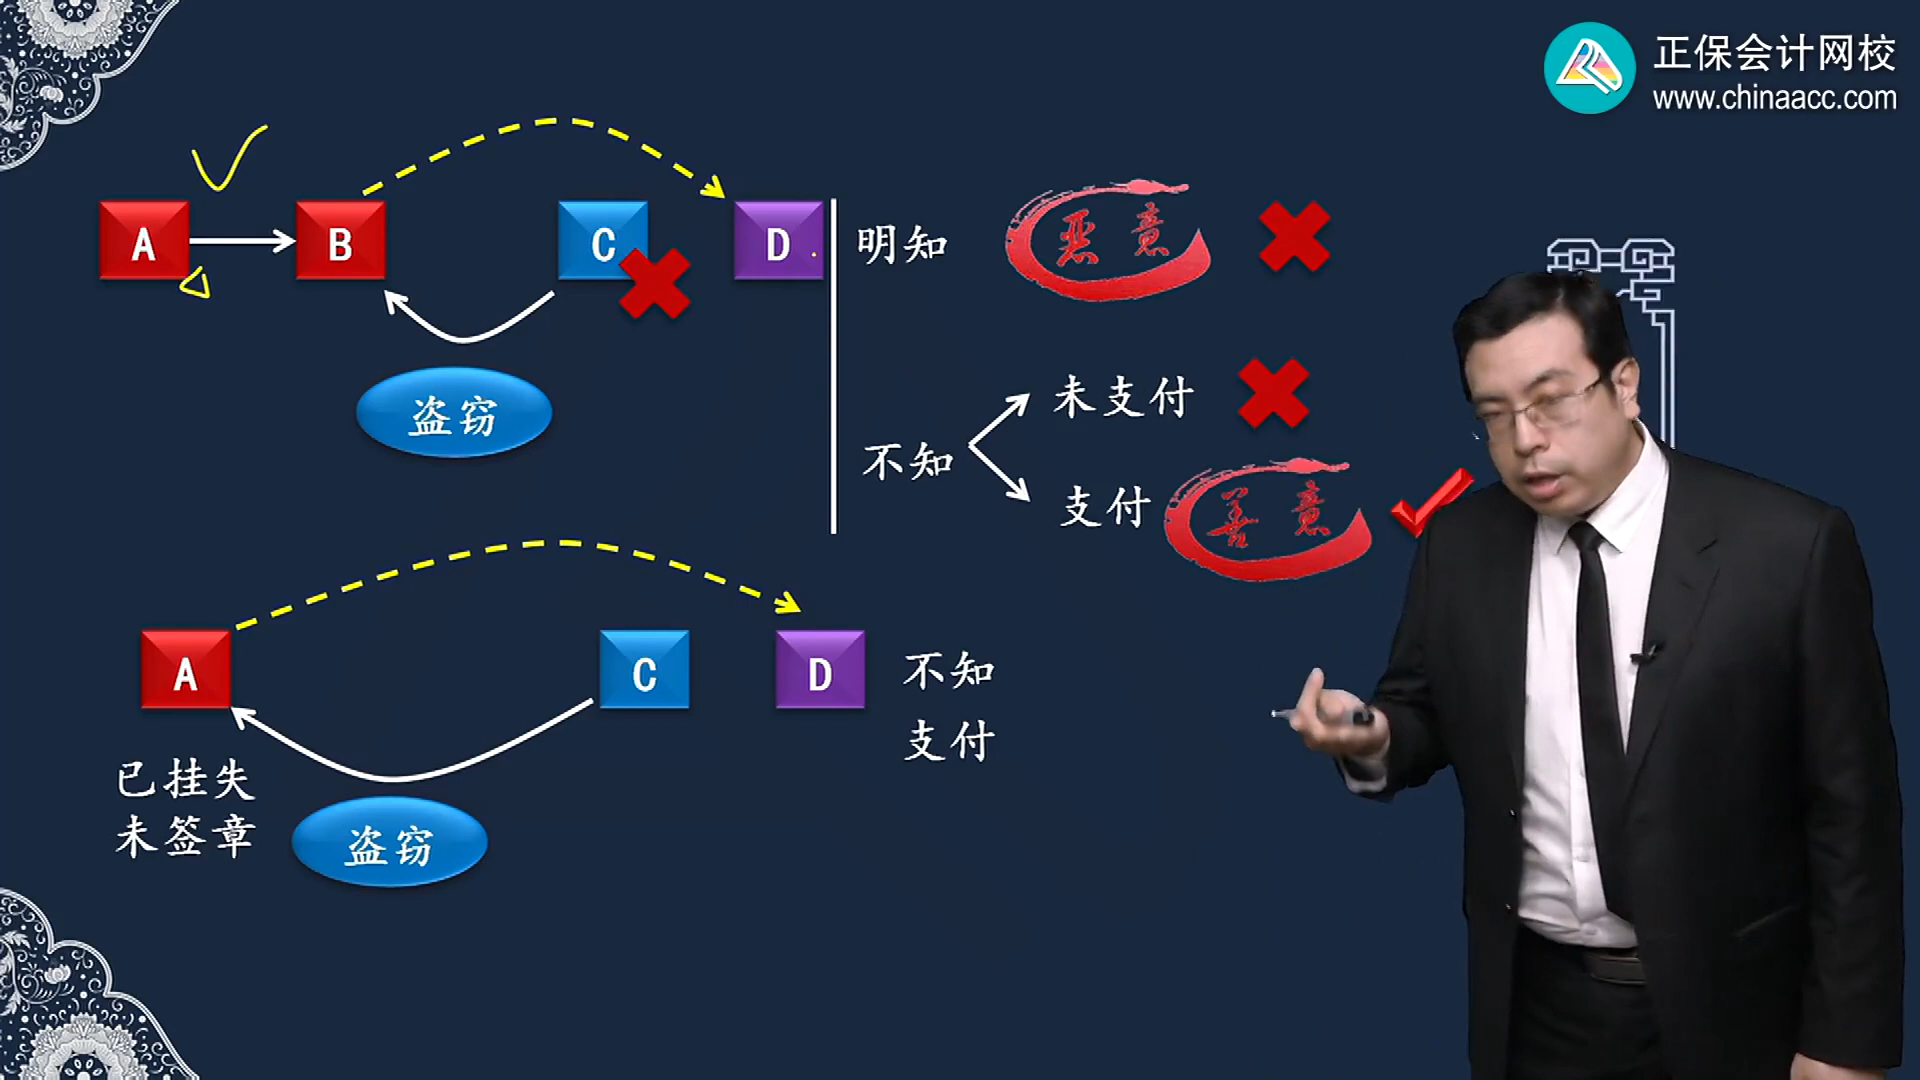 正保会计网校
www.chinaacc.com
A
B
C
D
明知
恶意
盗窃
不知
未支付
支付
善意
A
C
D
不知
支付
已挂失
未签章
盗窃